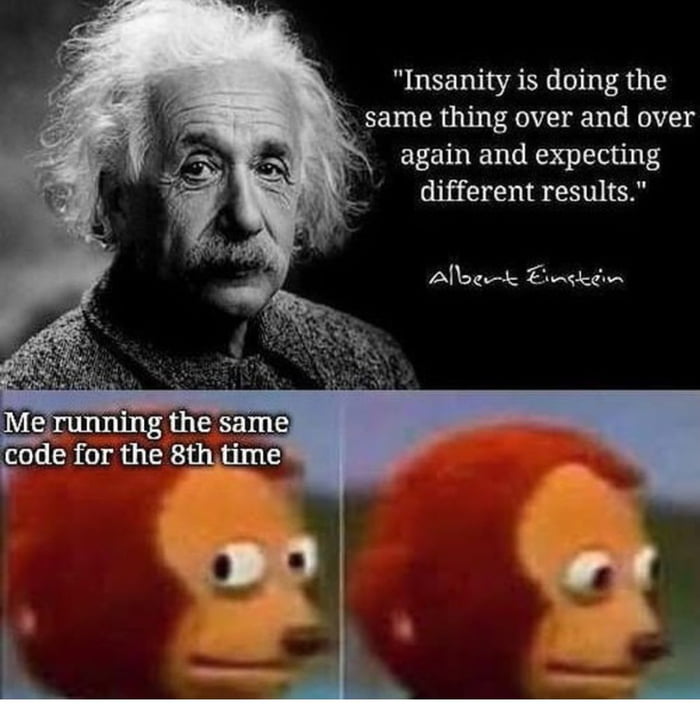 "Insanity is doing the
same thing over and over
again and expecting
different results."
Albert Einstein
Me running the same
code for the 8th time